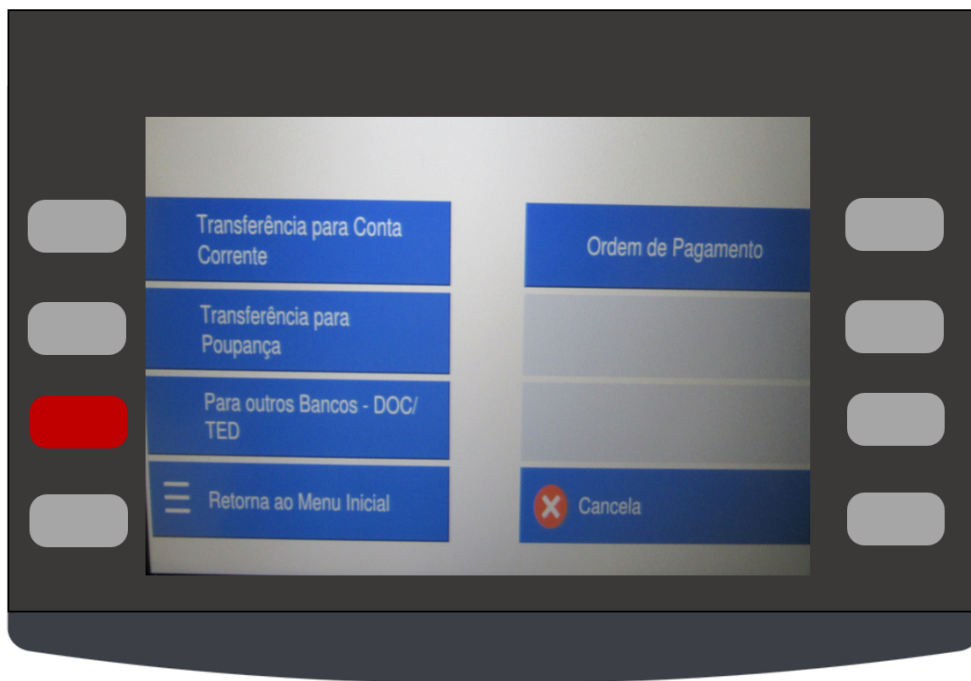 Transferência para Conta
Corrente
Transferência para
Poupança
Para outros Bancos - DOC/
TED
Retorna ao Menu Inicial
Ordem de Pagamento
Cancela